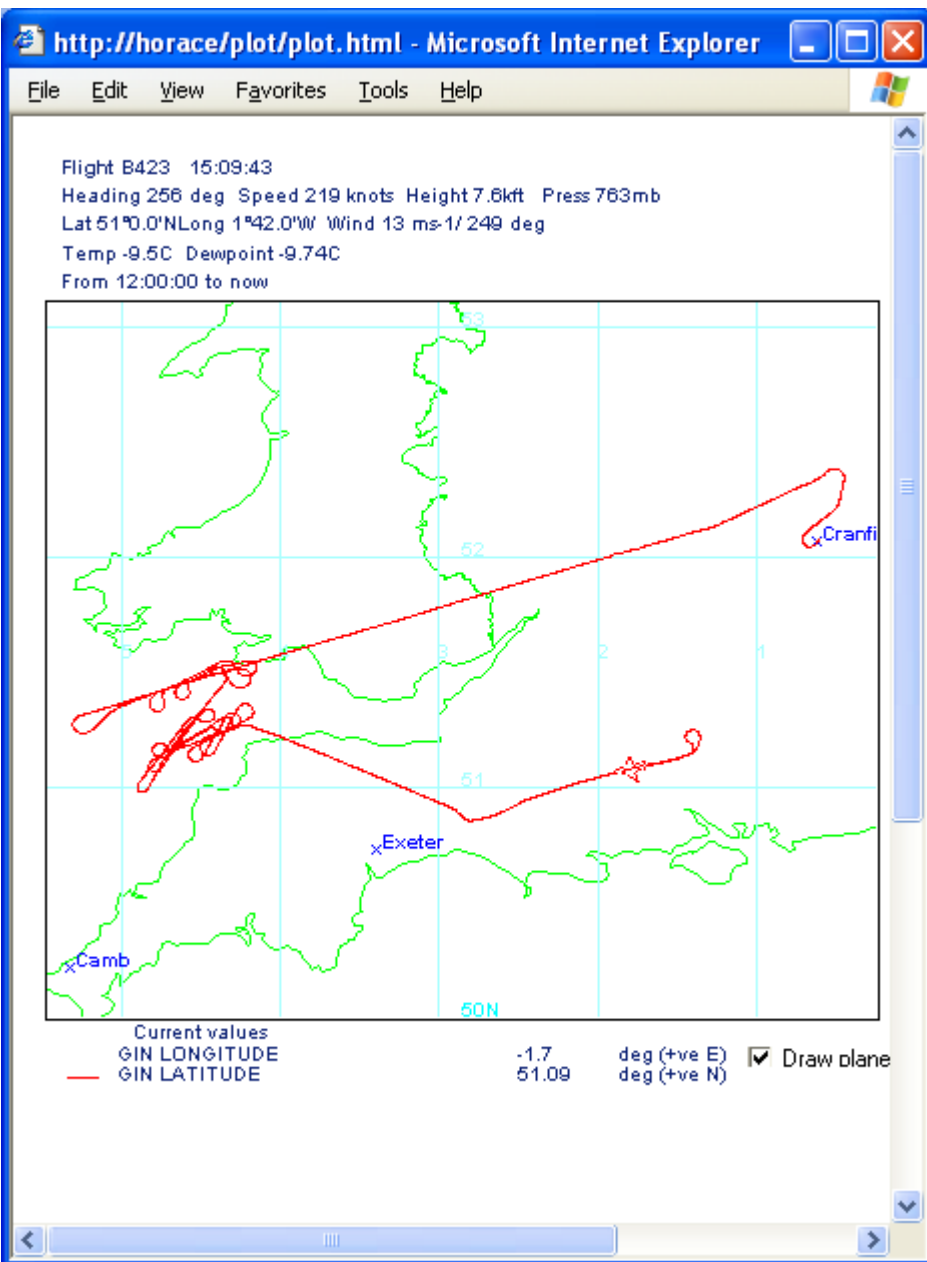 http://horace/plot/plot.html - Microsoft Internet Explorer
File Edit View Favorites Tools Help
Flight B423 15:09:43
Heading 256 deg Speed 219 knots Height 7.6kft Press 763mb
Lat 51°0.0'NLong 1°42.0'W Wind 13 ms-1/ 249 deg
Temp -9.5C Dewpoint -9.74C
From 12:00:00 to now
53
Cranfi
52
5 4 3 2 1
51
Exeter
Camb
50N
Current values
GIN LONGITUDE -1.7 deg (+ve E)
GIN LATITUDE 51.09 deg (+ve N)
Draw plane